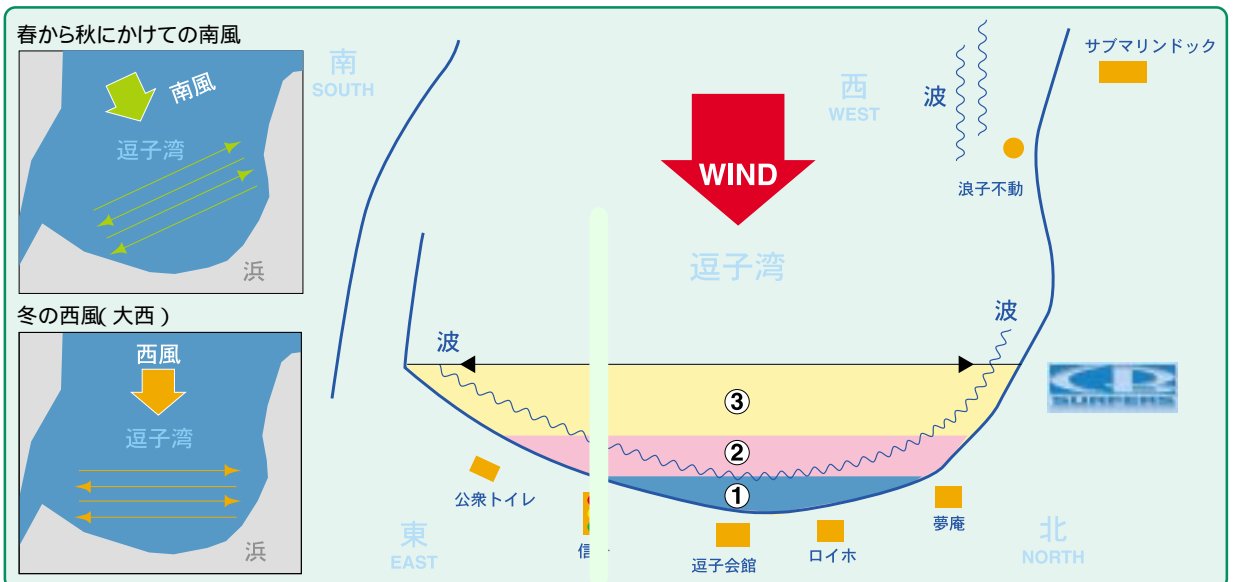 春から秋にかけての南風
南風
逗子湾
浜
冬の西風(大西)
西風
逗子湾
浜
南
SOUTH
西
WEST
波
サブマリンドック
浪子不動
WIND
逗子湾
波
波
③
②
①
SURFERS
公衆トイレ
信
夢庵
ロイホ
逗子会館
東
EAST
北
NORTH